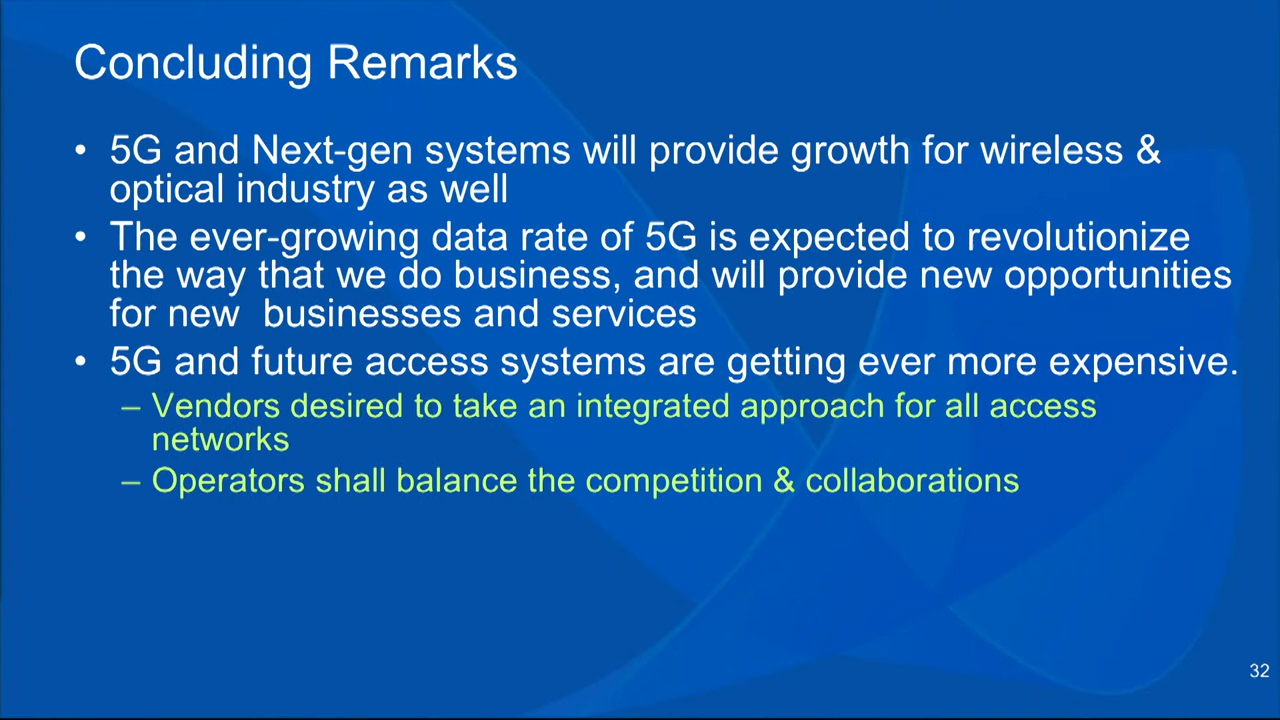 Concluding Remarks
• 5G and Next-gen systems will provide growth for wireless &
optical industry as well
• The ever-growing data rate of 5G is expected to revolutionize
the way that we do business, and will provide new opportunities
for new  businesses and services
• 5G and future access systems are getting ever more expensive.
– Vendors desired to take an integrated approach for all access
networks
– Operators shall balance the competition & collaborations
32